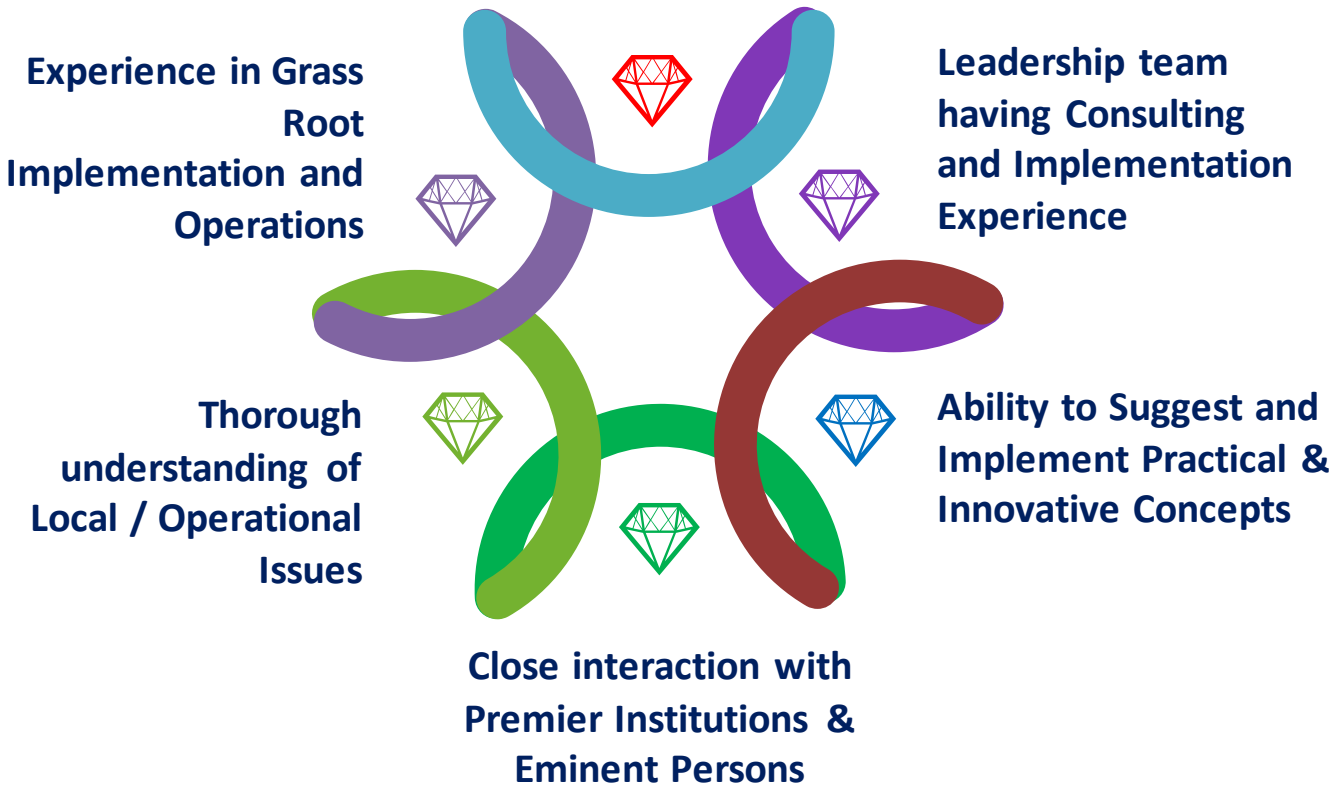 Experience in Grass
Root
Implementation and
Operations
Leadership team
having Consulting
and Implementation
Experience
Thorough
understanding of
Local / Operational
Issues
Ability to Suggest and
Implement Practical &
Innovative Concepts
Close interaction with
Premier Institutions &
Eminent Persons